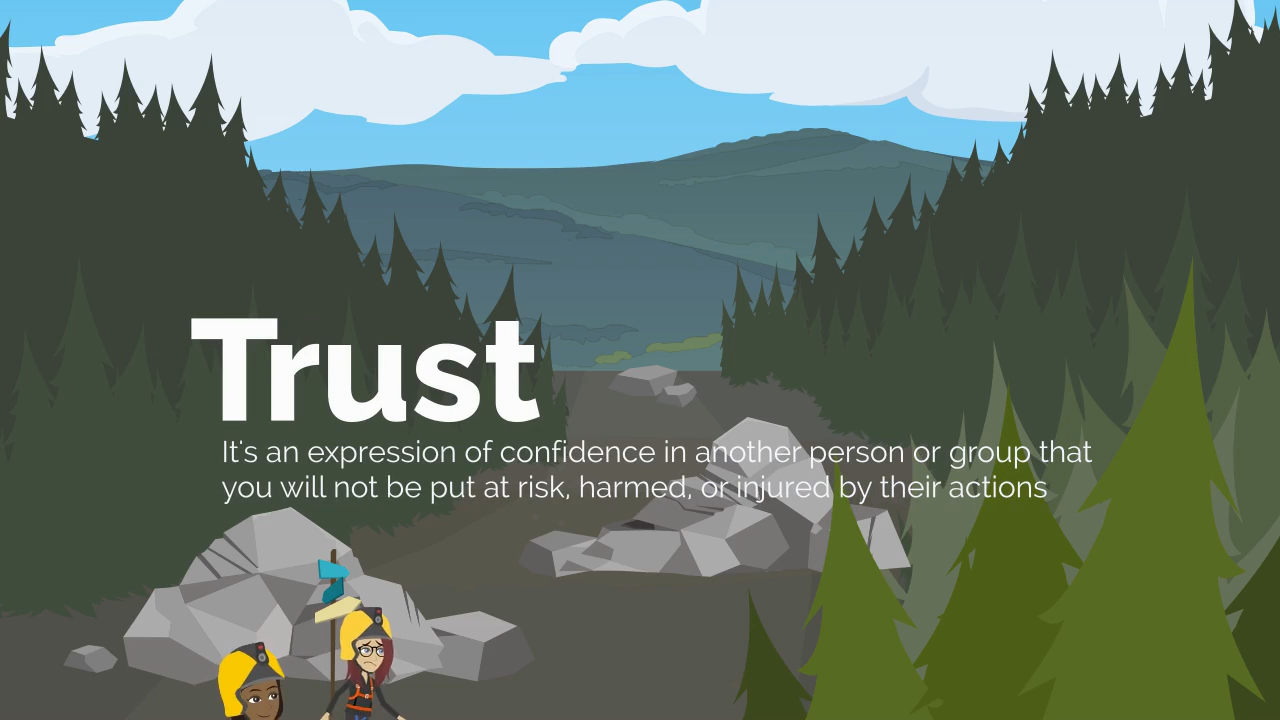 Trust
It's an expression of confidence in another person or group that
you will not be put at risk, harmed, or injured by their actions